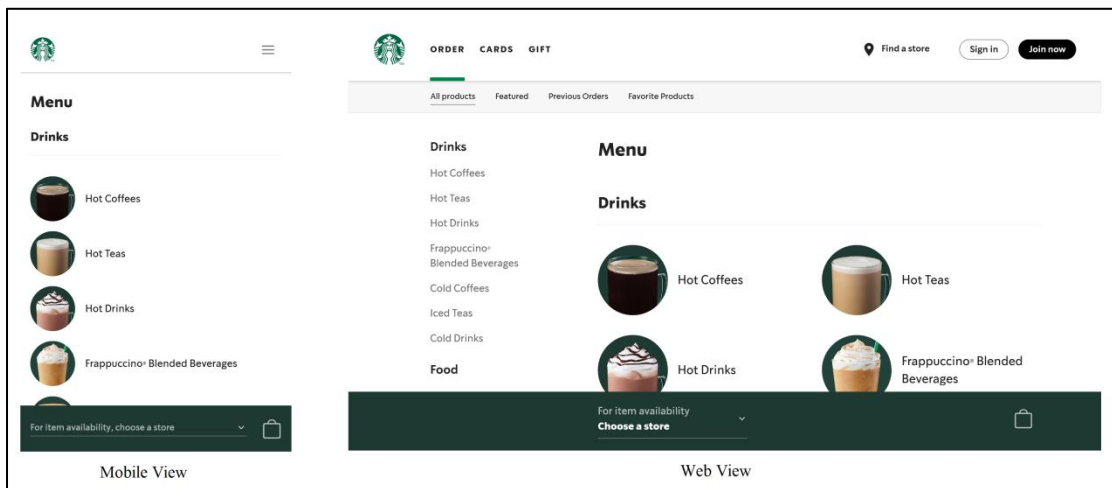 Menu
Drinks
Hot Coffees
Hot Teas
Hot Drinks
Frappuccino® Blended Beverages
For item availability, choose a store
Mobile View
ORDER CARDS GIFT
Find a store
Sign in
Join now
All products Featured Previous Orders Favorite Products
Drinks
Hot Coffees
Hot Teas
Hot Drinks
Frappuccino®
Blended Beverages
Cold Coffees
Iced Teas
Cold Drinks
Food
Menu
Drinks
Hot Coffees
Hot Teas
Hot Drinks
Frappuccino® Blended
Beverages
For item availability
Choose a store
Web View